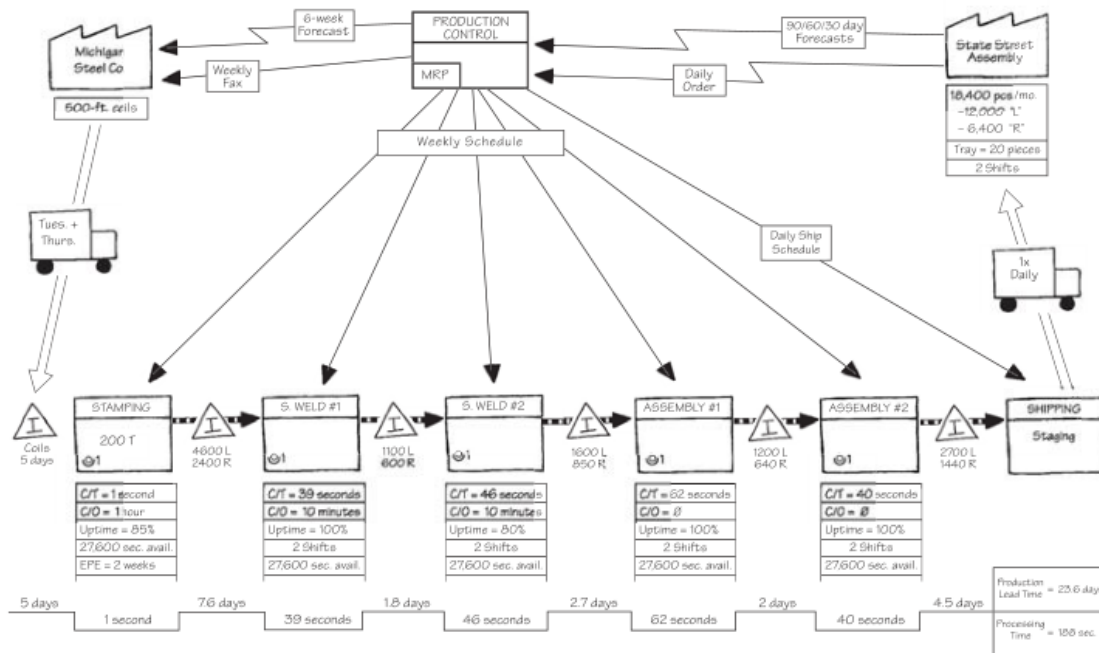 Michigan
Steel Co
500-ft. coils
6-week
Forecast
Weekly
Fax
PRODUCTION
CONTROL
MRP
90/60/30 day
Forecasts
Daily
Order
State Street
Assembly
18,400 pcs/mo.
-12,000 "L"
- 6,400 "R"
Tray = 20 pieces
2 Shifts
Weekly Schedule
Tues. +
Thurs.
Daily Ship
Schedule
1x
Daily
I
Coils
5 days
STAMPING
200 T
1
I
4600 L
2400 R
S. WELD #1
1
I
1100 L
600 R
S. WELD #2
1
I
1600 L
850 R
ASSEMBLY #1
1
I
1200 L
640 R
ASSEMBLY #2
1
I
2700 L
1440 R
SHIPPING
Staging
C/T = 1 second
C/O = 1 hour
Uptime = 85%
27,600 sec. avail.
EPE = 2 weeks
C/T = 39 seconds
C/O = 10 minutes
Uptime = 100%
2 Shifts
27,600 sec. avail.
C/T = 46 seconds
C/O = 10 minutes
Uptime = 80%
2 Shifts
27,600 sec. avail.
C/T = 62 seconds
C/O = Ø
Uptime = 100%
2 Shifts
27,600 sec. avail.
C/T = 40 seconds
C/O = Ø
Uptime = 100%
2 Shifts
27,600 sec. avail.
5 days
1 second
7.6 days
39 seconds
1.8 days
46 seconds
2.7 days
62 seconds
2 days
40 seconds
4.5 days
Production
Lead Time = 23.6 day
Processing
Time = 188 sec.